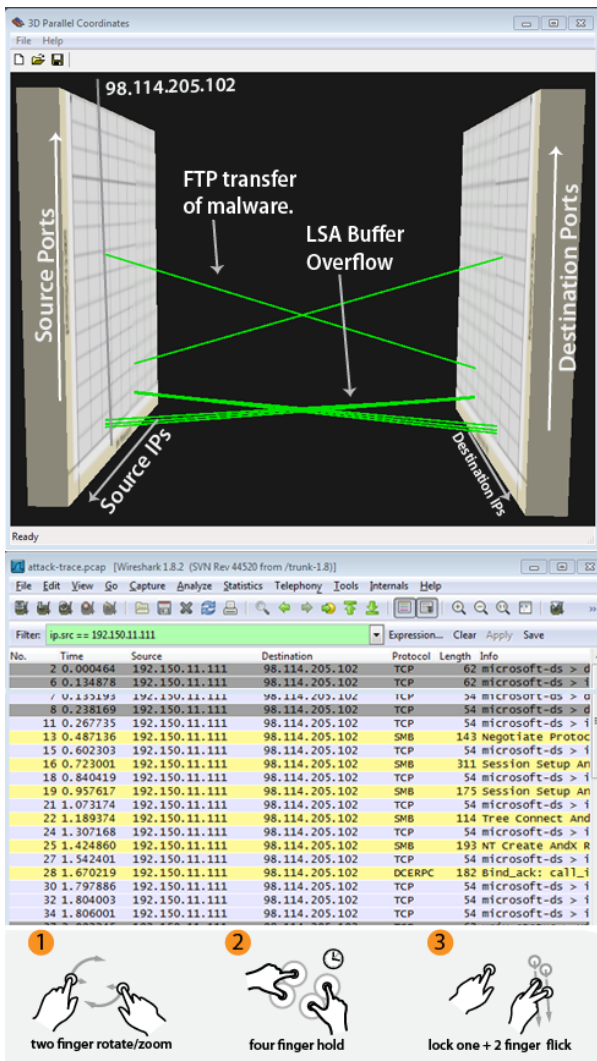 3D Parallel Coordinates
File Help
98.114.205.102
FTP transfer
of malware.
LSA Buffer
Overflow
Source Ports
Destination Ports
Source IPs
Destination IPs
Ready
attack-trace.pcap [Wireshark 1.8.2 (SVN Rev 44520 from /trunk-1.8)]
File Edit View Go Capture Analyze Statistics Telephony Tools Internals Help
Filter: ip.src == 192.150.11.111 Expression... Clear Apply Save
No. Time Source Destination Protocol Length Info
2 0.000464 192.150.11.111 98.114.205.102 TCP 62 microsoft-ds > d
6 0.134878 192.150.11.111 98.114.205.102 TCP 62 microsoft-ds > i
7 0.135193 192.150.11.111 98.114.205.102 TCP 54 microsoft-ds > d
8 0.238169 192.150.11.111 98.114.205.102 TCP 54 microsoft-ds > d
11 0.267735 192.150.11.111 98.114.205.102 TCP 54 microsoft-ds > i
13 0.487136 192.150.11.111 98.114.205.102 SMB 143 Negotiate Protoc
15 0.602303 192.150.11.111 98.114.205.102 TCP 54 microsoft-ds > i
16 0.723001 192.150.11.111 98.114.205.102 SMB 311 Session Setup An
18 0.840419 192.150.11.111 98.114.205.102 TCP 54 microsoft-ds > i
19 0.957617 192.150.11.111 98.114.205.102 SMB 175 Session Setup An
21 1.073174 192.150.11.111 98.114.205.102 TCP 54 microsoft-ds > i
22 1.189374 192.150.11.111 98.114.205.102 SMB 114 Tree Connect And
24 1.307168 192.150.11.111 98.114.205.102 TCP 54 microsoft-ds > i
25 1.424860 192.150.11.111 98.114.205.102 SMB 193 NT Create AndX R
27 1.542401 192.150.11.111 98.114.205.102 TCP 54 microsoft-ds > i
28 1.670219 192.150.11.111 98.114.205.102 DCERPC 182 Bind_ack: call_i
30 1.797886 192.150.11.111 98.114.205.102 TCP 54 microsoft-ds > i
32 1.804003 192.150.11.111 98.114.205.102 TCP 54 microsoft-ds > i
34 1.806001 192.150.11.111 98.114.205.102 TCP 54 microsoft-ds > i
1
two finger rotate/zoom
2
four finger hold
3
lock one + 2 finger flick